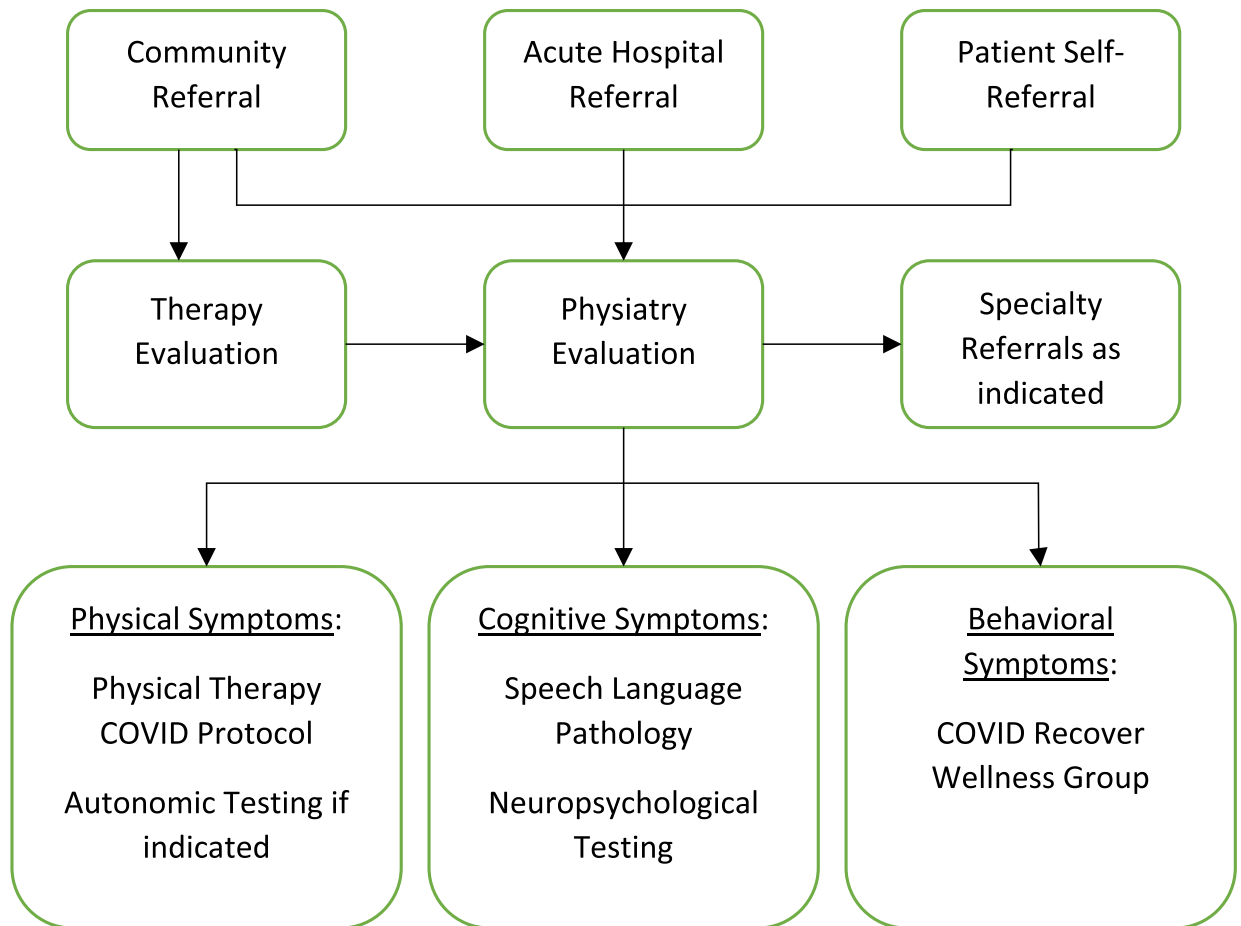 Community
Referral
Acute Hospital
Referral
Patient Self-
Referral
Therapy
Evaluation
Physiatry
Evaluation
Specialty
Referrals as
indicated
Physical Symptoms:
Physical Therapy
COVID Protocol
Autonomic Testing if
indicated
Cognitive Symptoms:
Speech Language
Pathology
Neuropsychological
Testing
Behavioral
Symptoms:
COVID Recover
Wellness Group